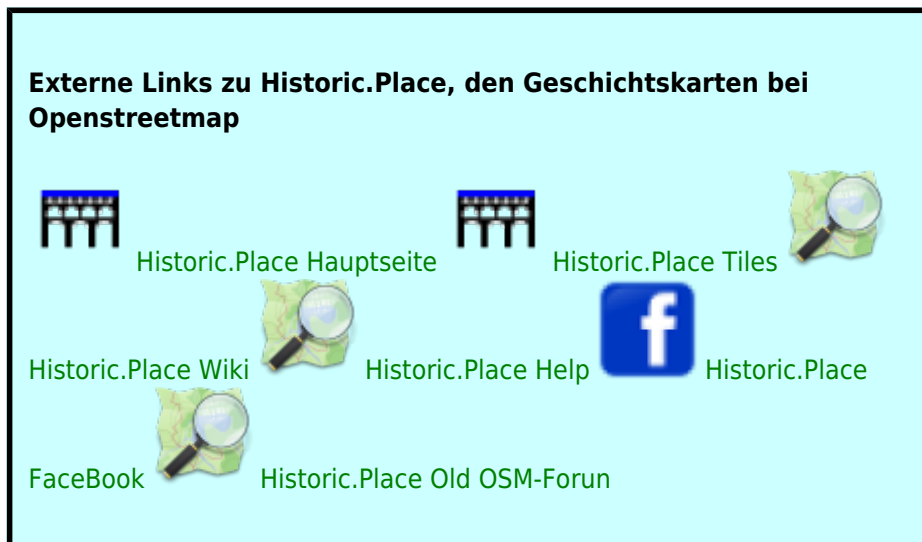 Externe Links zu Historic.Place, den Geschichtskarten bei
Openstreetmap
Historic.Place Hauptseite Historic.Place Tiles
Historic.Place Wiki Historic.Place Help f Historic.Place
FaceBook Historic.Place Old OSM-Forun